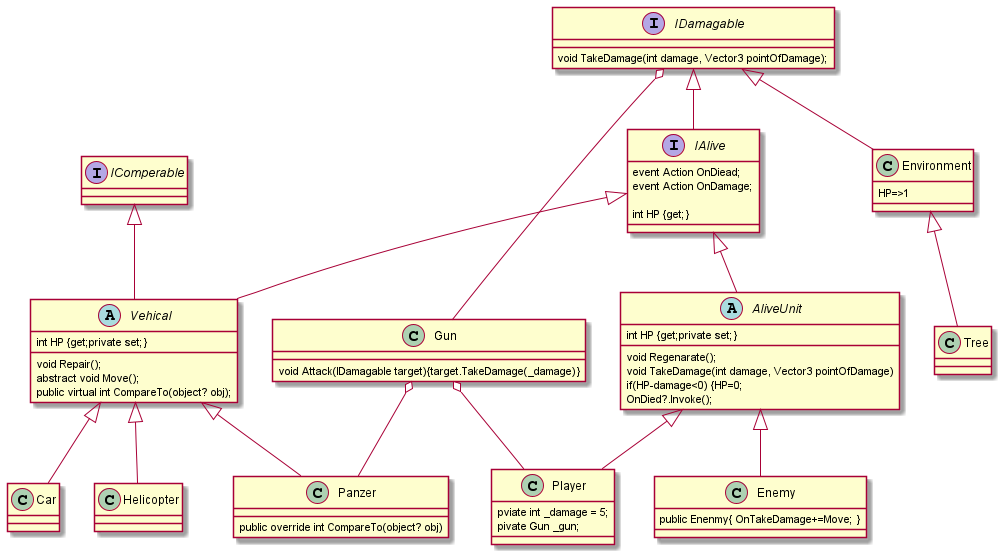 I IDamagable
void TakeDamage(int damage, Vector3 pointOfDamage);
I IAlive
event Action OnDiead;
event Action OnDamage;
int HP {get; }
I IComperable
C Environment
HP=>1
A Vehical
int HP {get;private set; }
void Repair();
abstract void Move();
public virtual int CompareTo(object? obj);
C Gun
void Attack(IDamagable target){target.TakeDamage(_damage)}
A AliveUnit
int HP {get;private set; }
void Regenarate();
void TakeDamage(int damage, Vector3 pointOfDamage)
if(HP-damage<0) {HP=0;
OnDied?.Invoke();
C Tree
C Car
C Helicopter
C Panzer
public override int CompareTo(object? obj)
C Player
pviate int _damage = 5;
pivate Gun _gun;
C Enemy
public Enenmy{ OnTakeDamage+=Move; }